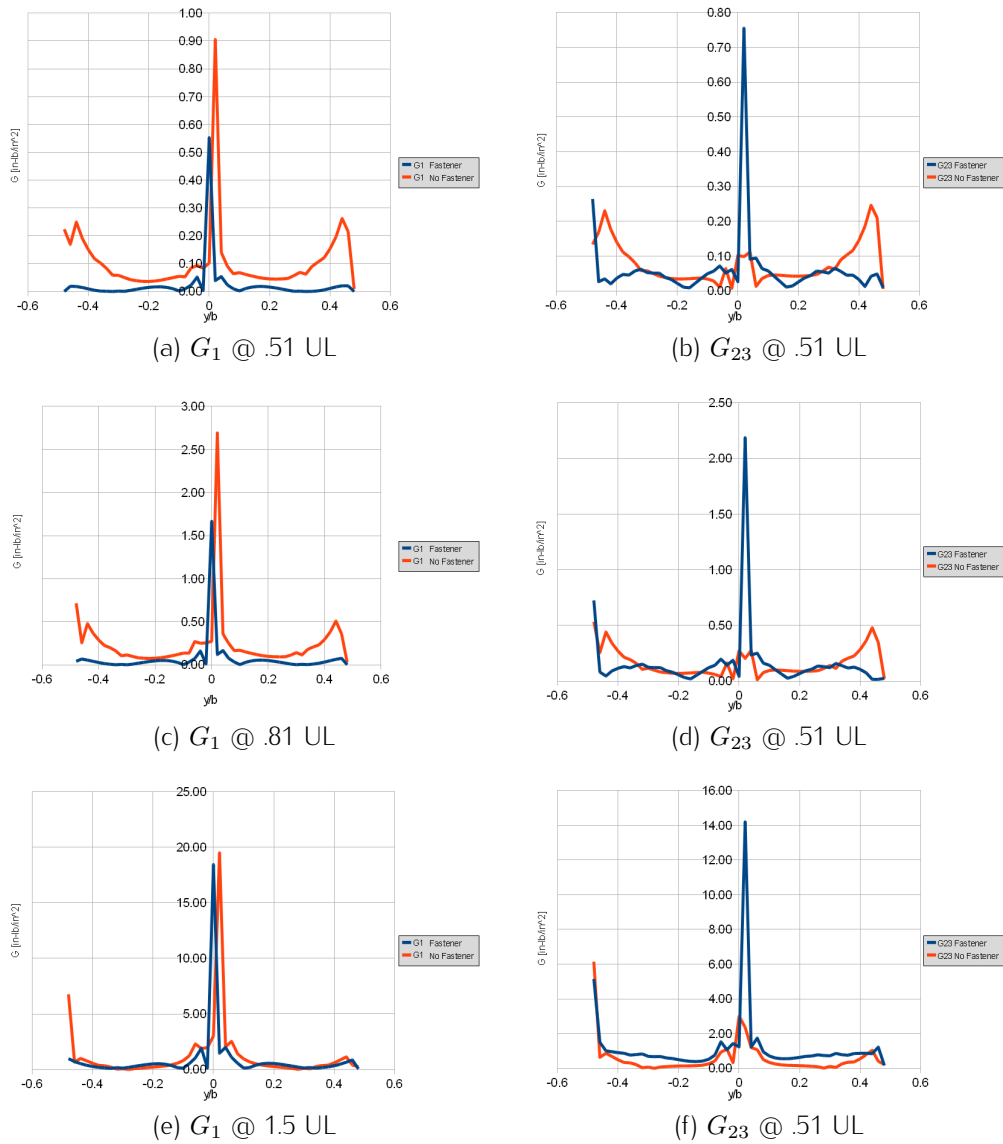 1.00
0.90
0.80
0.70
0.60
0.50
0.40
0.30
0.20
0.10
0.00
-0.6 -0.4 -0.2 0 0.2 0.4 0.6
y/b
G [in-lb/in^2]
G1 Fastener
G1 No Fastener
(a) G₁ @ .51 UL
0.80
0.70
0.60
0.50
0.40
0.30
0.20
0.10
0.00
-0.6 -0.4 -0.2 0 0.2 0.4 0.6
y/b
G [in-lb/in^2]
G23 Fastener
G23 No Fastener
(b) G₂₃ @ .51 UL
3.00
2.50
2.00
1.50
1.00
0.50
0.00
-0.6 -0.4 -0.2 0 0.2 0.4 0.6
y/b
G [in-lb/in^2]
G1 Fastener
G1 No Fastener
(c) G₁ @ .81 UL
2.50
2.00
1.50
1.00
0.50
0.00
-0.6 -0.4 -0.2 0 0.2 0.4 0.6
y/b
G [in-lb/in^2]
G23 Fastener
G23 No Fastener
(d) G₂₃ @ .51 UL
25.00
20.00
15.00
10.00
5.00
0.00
-0.6 -0.4 -0.2 0 0.2 0.4 0.6
y/b
G [in-lb/in^2]
G1 Fastener
G1 No Fastener
(e) G₁ @ 1.5 UL
16.00
14.00
12.00
10.00
8.00
6.00
4.00
2.00
0.00
-0.6 -0.4 -0.2 0 0.2 0.4 0.6
y/b
G [in-lb/in^2]
G23 Fastener
G23 No Fastener
(f) G₂₃ @ .51 UL